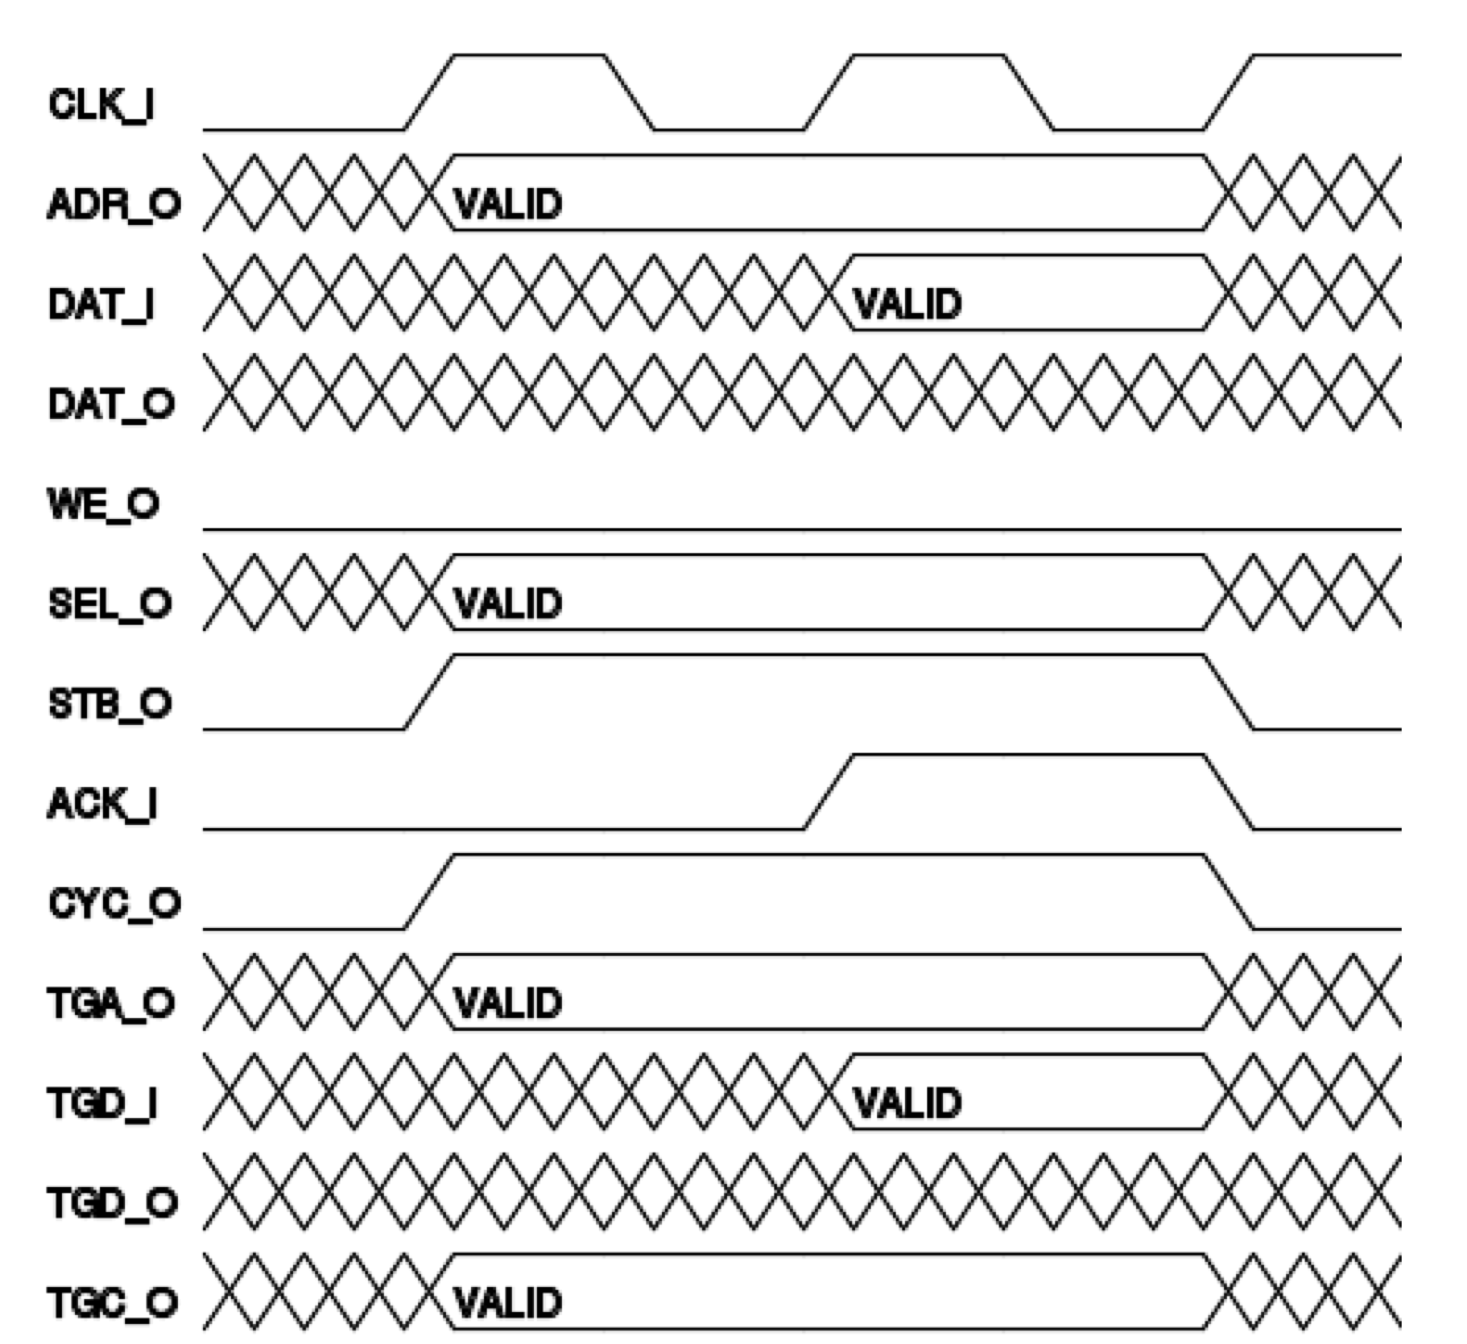 CLK_I
ADR_O VALID
DAT_I VALID
DAT_O
WE_O
SEL_O VALID
STB_O
ACK_I
CYC_O
TGA_O VALID
TGD_I VALID
TGD_O
TGC_O VALID